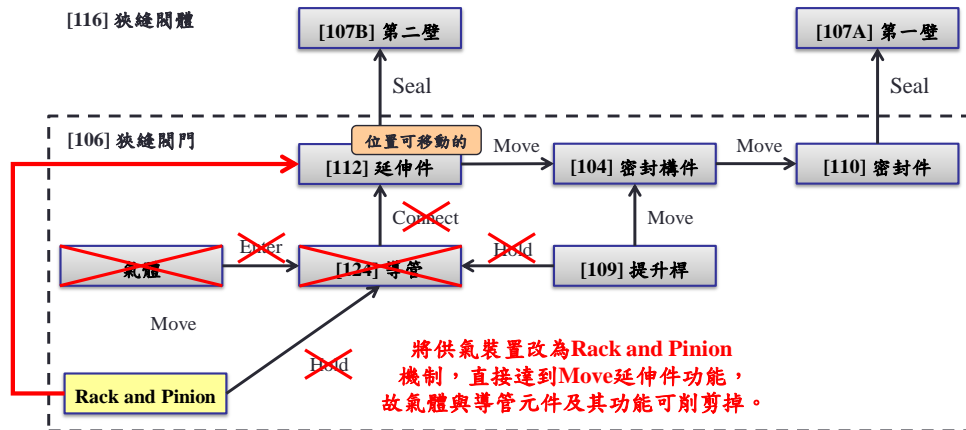 [116] 狹縫閥體
[107B] 第二壁
[107A] 第一壁
Seal
Seal
[106] 狹縫閥門
位置可移動的
[112] 延伸件
Move
[104] 密封構件
Move
[110] 密封件
Connect
Move
氣體
Enter
[124] 導管
Hold
[109] 提升桿
Move
Hold
Rack and Pinion
將供氣裝置改為Rack and Pinion
機制，直接達到Move延伸件功能，
故氣體與導管元件及其功能可削剪掉。